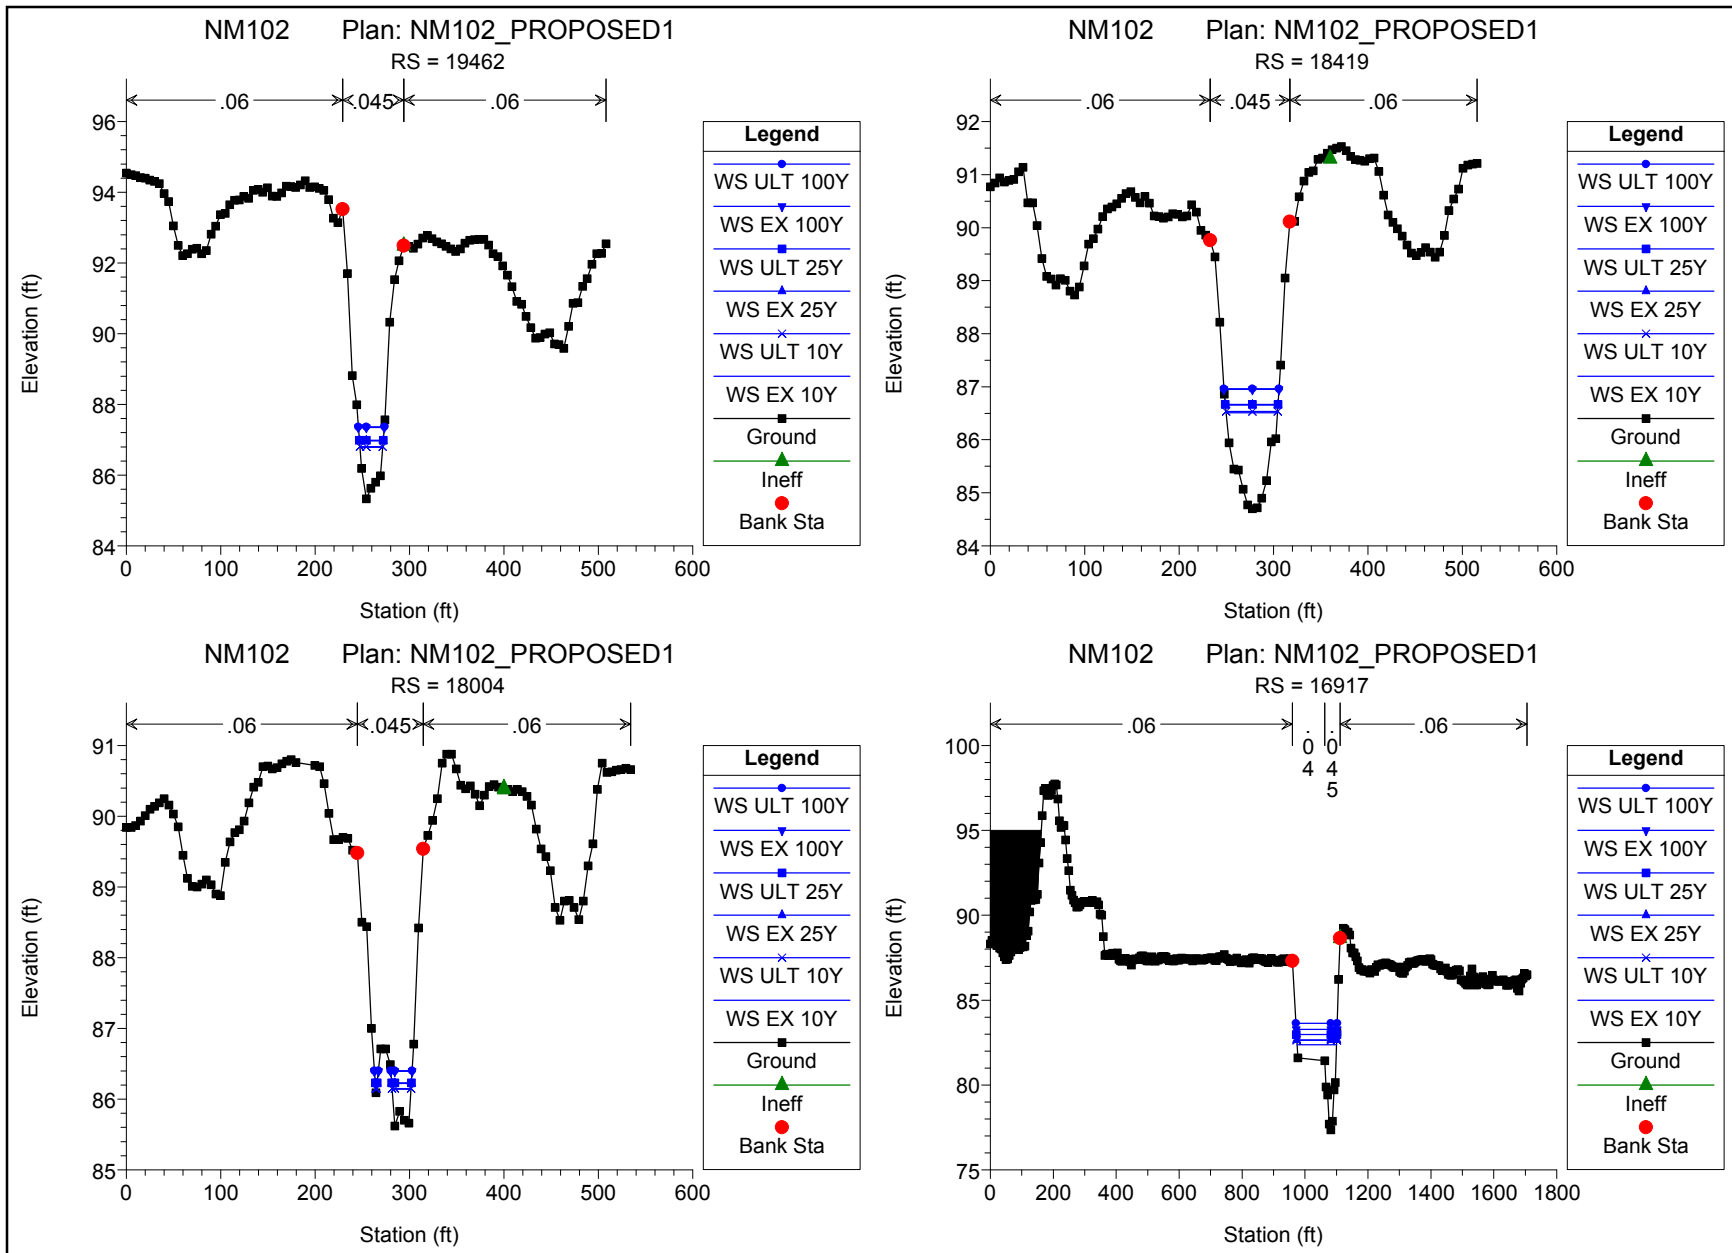 NM102 Plan: NM102_PROPOSED1
RS = 19462
.06 .045 .06
96
94
92
90
88
86
84
0 100 200 300 400 500 600
Station (ft)
Elevation (ft)
Legend
WS ULT 100Y
WS EX 100Y
WS ULT 25Y
WS EX 25Y
WS ULT 10Y
WS EX 10Y
Ground
Ineff
Bank Sta
NM102 Plan: NM102_PROPOSED1
RS = 18419
.06 .045 .06
92
91
90
89
88
87
86
85
84
0 100 200 300 400 500 600
Station (ft)
Elevation (ft)
Legend
WS ULT 100Y
WS EX 100Y
WS ULT 25Y
WS EX 25Y
WS ULT 10Y
WS EX 10Y
Ground
Ineff
Bank Sta
NM102 Plan: NM102_PROPOSED1
RS = 18004
.06 .045 .06
91
90
89
88
87
86
85
0 100 200 300 400 500 600
Station (ft)
Elevation (ft)
Legend
WS ULT 100Y
WS EX 100Y
WS ULT 25Y
WS EX 25Y
WS ULT 10Y
WS EX 10Y
Ground
Ineff
Bank Sta
NM102 Plan: NM102_PROPOSED1
RS = 16917
.06 .04 .045 .06
100
95
90
85
80
75
0 200 400 600 800 1000 1200 1400 1600 1800
Station (ft)
Elevation (ft)
Legend
WS ULT 100Y
WS EX 100Y
WS ULT 25Y
WS EX 25Y
WS ULT 10Y
WS EX 10Y
Ground
Ineff
Bank Sta